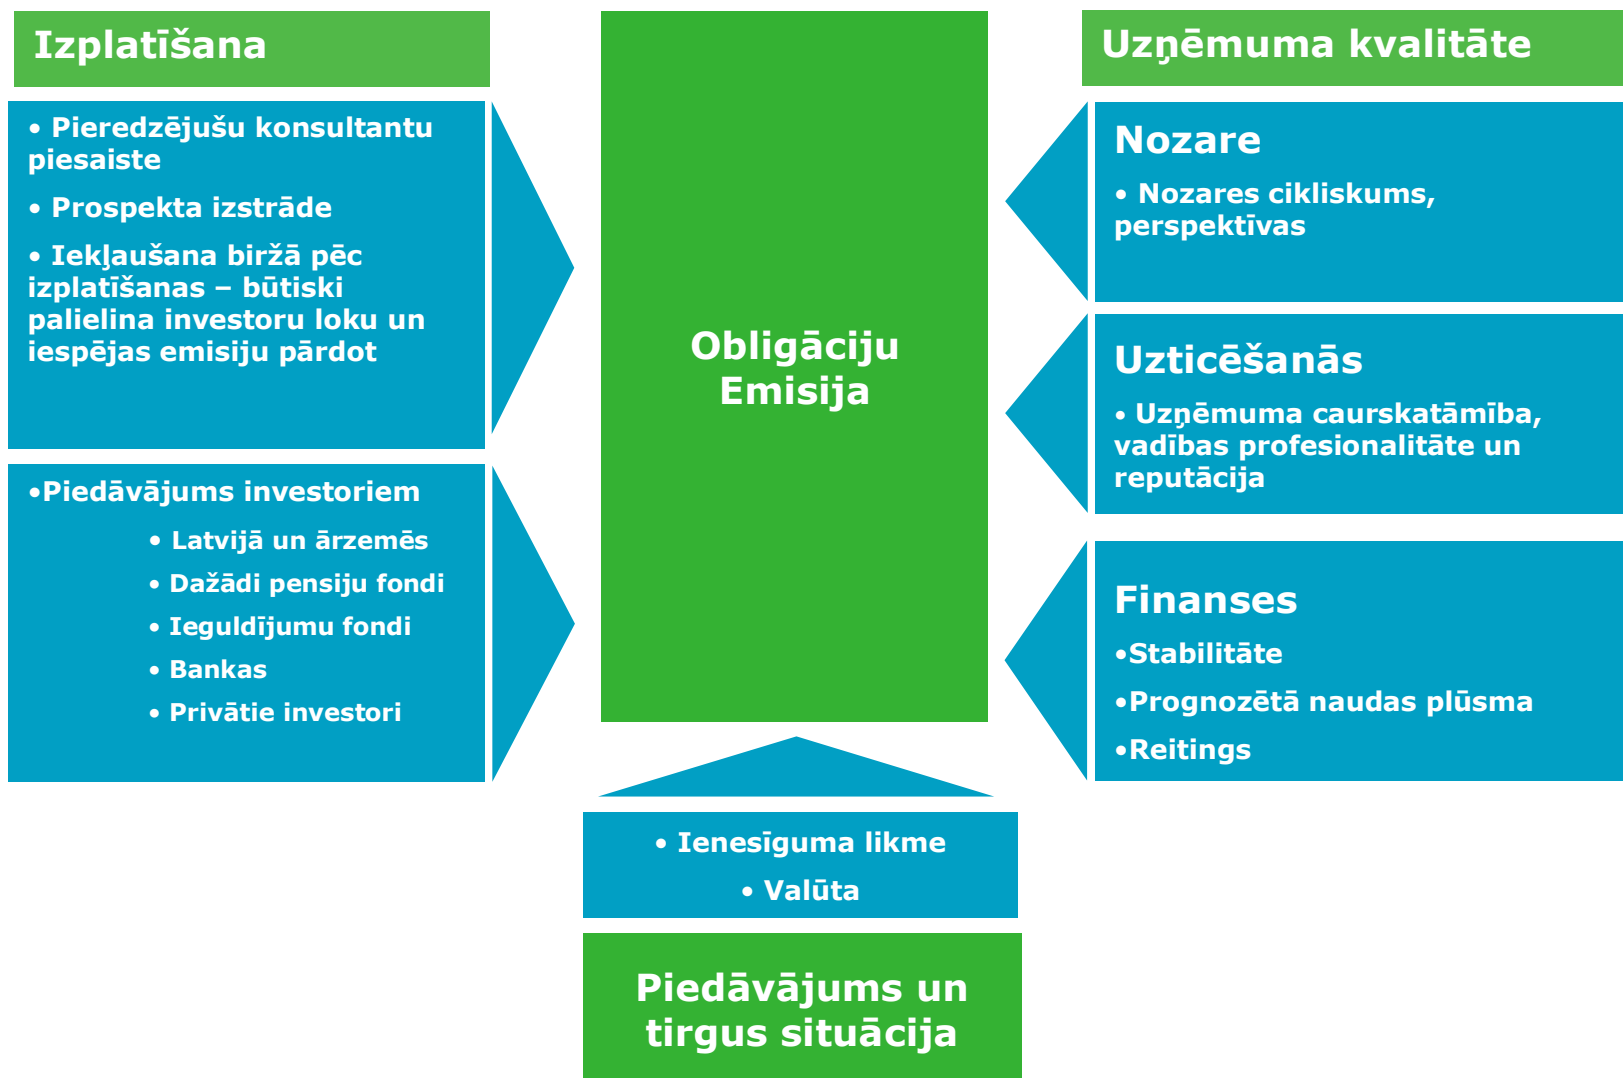 Izplatīšana
• Pieredzējušu konsultantu
piesaiste
• Prospekta izstrāde
• Iekļaušana biržā pēc
izplatīšanas – būtiski
palielina investoru loku un
iespējas emisiju pārdot
•Piedāvājums investoriem
• Latvijā un ārzemēs
• Dažādi pensiju fondi
• Ieguldījumu fondi
• Bankas
• Privātie investori
Obligāciju
Emisija
Uzņēmuma kvalitāte
Nozare
• Nozares cikliskums,
perspektīvas
Uzticēšanās
• Uzņēmuma caurskatāmība,
vadības profesionalitāte un
reputācija
Finanses
•Stabilitāte
•Prognozētā naudas plūsma
•Reitings
• Ienesīguma likme
• Valūta
Piedāvājums un
tirgus situācija